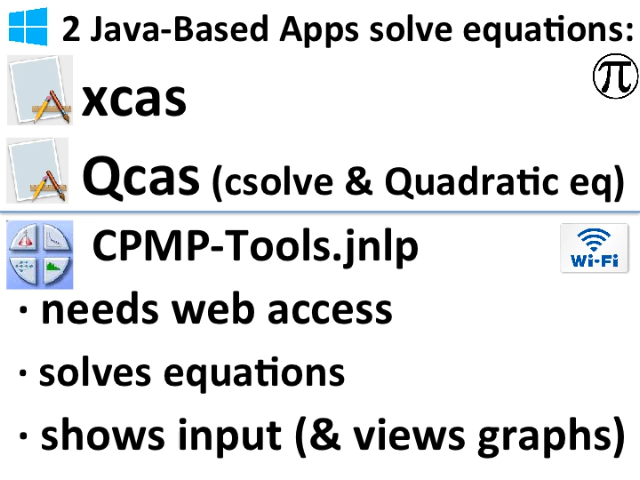 2 Java-Based Apps solve equations:
xcas
π
Qcas (csolve & Quadratic eq)
CPMP-Tools.jnlp
Wi-Fi
· needs web access
· solves equations
· shows input (& views graphs)